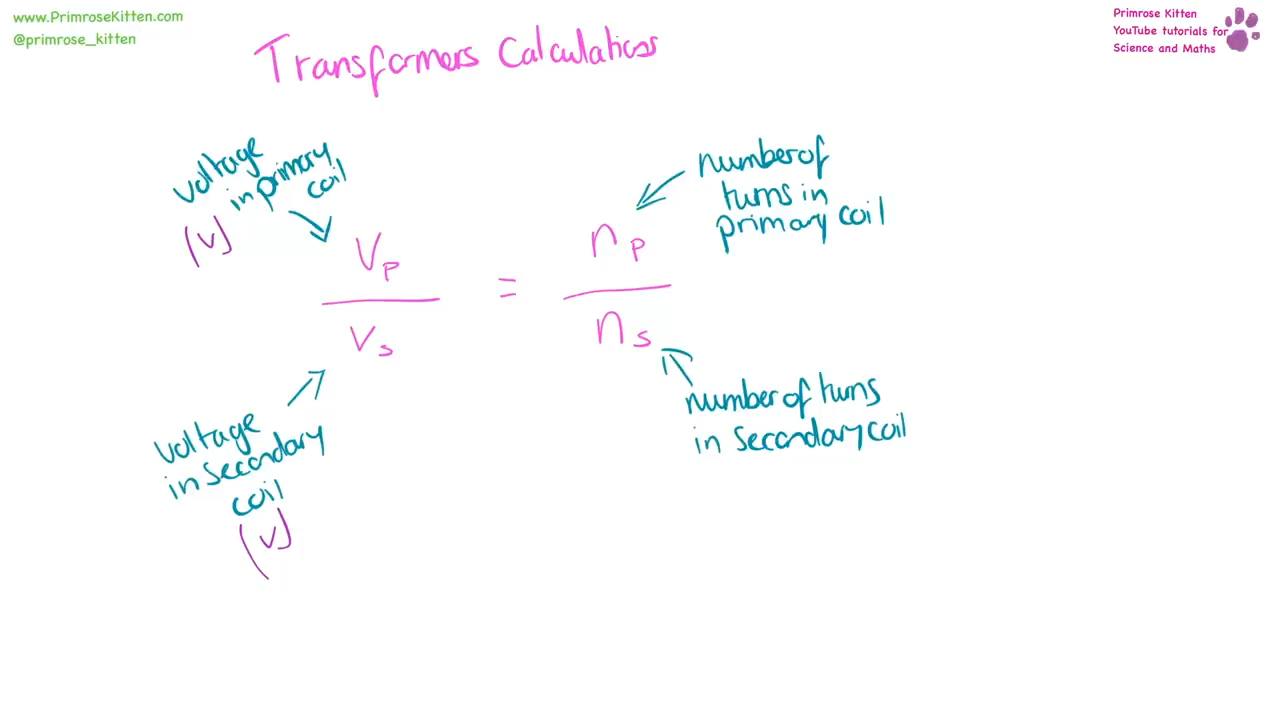 www.PrimroseKitten.com
@primrose_kitten
Primrose Kitten
YouTube tutorials for
Science and Maths
Transformers Calculations
voltage
in primary
coil
(V)
number of
turns in
primary coil
Vp
=
np
Vs
ns
voltage
in secondary
coil
(V)
number of turns
in secondary coil